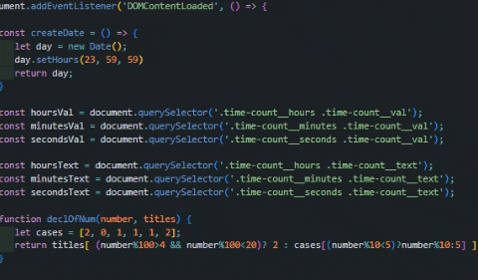 ument.addEventListener('DOMContentLoaded', () => {
const createDate = () => {
let day = new Date();
day.setHours(23, 59, 59)
return day;
}
const hoursVal = document.querySelector('.time-count__hours .time-count__val');
const minutesVal = document.querySelector('.time-count__minutes .time-count__val');
const secondsVal = document.querySelector('.time-count__seconds .time-count__val');
const hoursText = document.querySelector('.time-count__hours .time-count__text');
const minutesText = document.querySelector('.time-count__minutes .time-count__text');
const secondsText = document.querySelector('.time-count__seconds .time-count__text');
function declOfNum(number, titles) {
let cases = [2, 0, 1, 1, 1, 2];
return titles[ (number%100>4 && number%100<20)? 2 : cases[(number%10<5)?number%10:5] ]
}